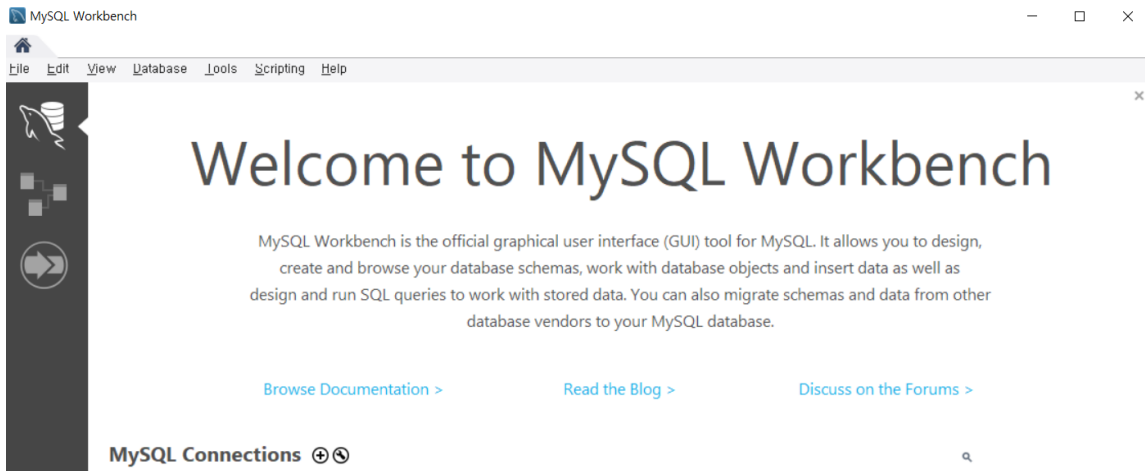 MySQL Workbench
File Edit View Database Tools Scripting Help
Welcome to MySQL Workbench
MySQL Workbench is the official graphical user interface (GUI) tool for MySQL. It allows you to design,
create and browse your database schemas, work with database objects and insert data as well as
design and run SQL queries to work with stored data. You can also migrate schemas and data from other
database vendors to your MySQL database.
Browse Documentation > Read the Blog > Discuss on the Forums >
MySQL Connections